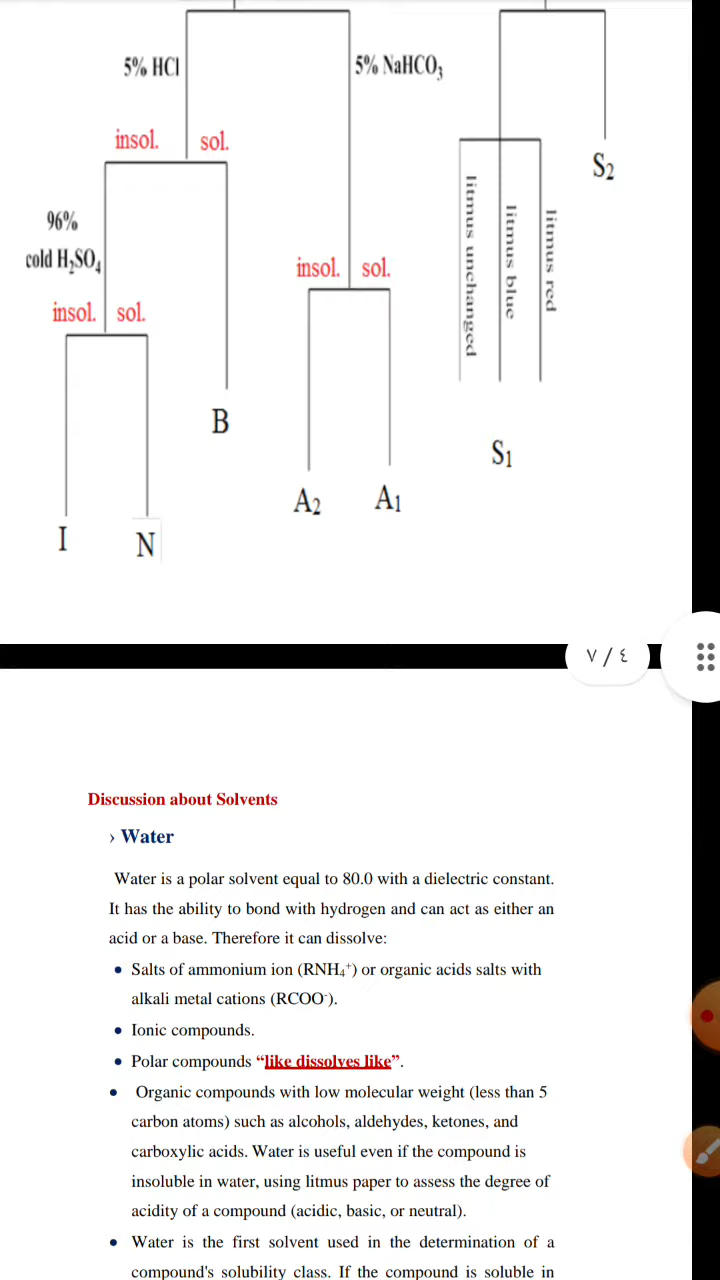 5% HCl
5% NaHCO₃
insol. sol.
S₂
96%
cold H₂SO₄
litmus unchanged
litmus blue
litmus red
insol. sol.
insol. sol.
B
S₁
A₂ A₁
I N
٧ / ٤
Discussion about Solvents
› Water
Water is a polar solvent equal to 80.0 with a dielectric constant.
It has the ability to bond with hydrogen and can act as either an
acid or a base. Therefore it can dissolve:
• Salts of ammonium ion (RNH₄⁺) or organic acids salts with
alkali metal cations (RCOO⁻).
• Ionic compounds.
• Polar compounds “like dissolves like”.
• Organic compounds with low molecular weight (less than 5
carbon atoms) such as alcohols, aldehydes, ketones, and
carboxylic acids. Water is useful even if the compound is
insoluble in water, using litmus paper to assess the degree of
acidity of a compound (acidic, basic, or neutral).
• Water is the first solvent used in the determination of a
compound's solubility class. If the compound is soluble in